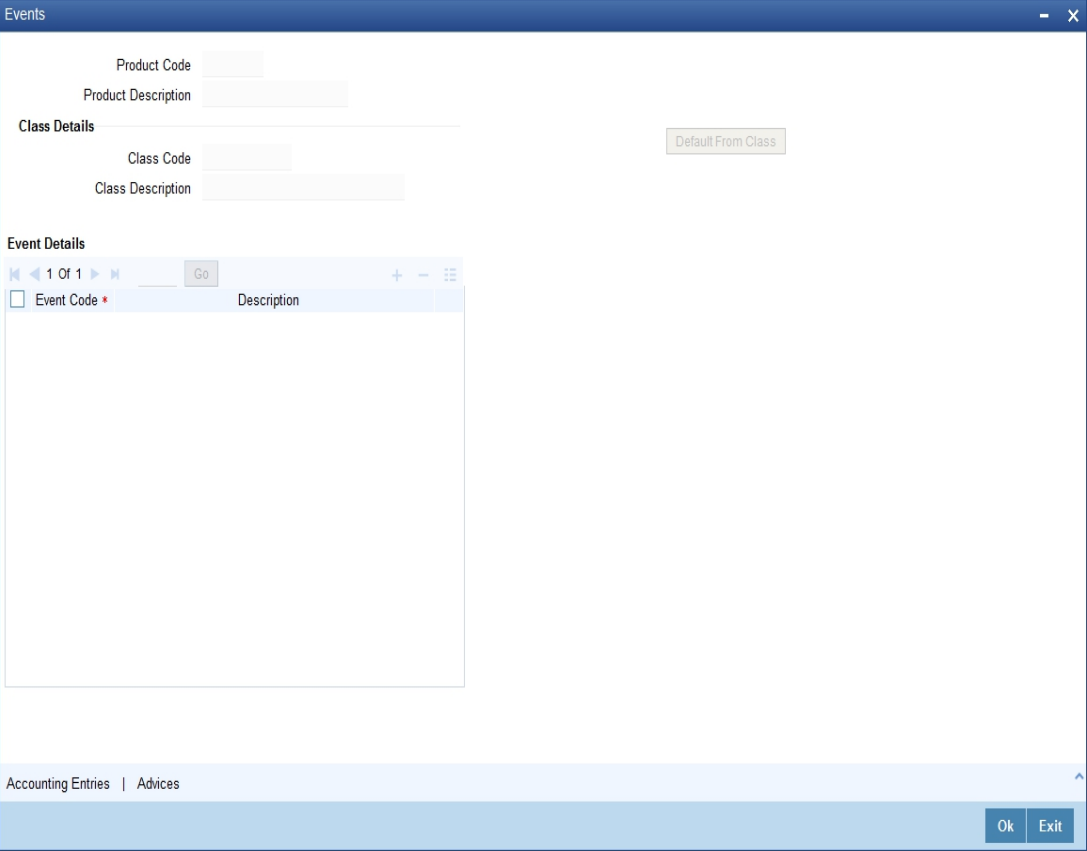 Events
Product Code
Product Description
Class Details
Default From Class
Class Code
Class Description
Event Details
1 Of 1 Go
Event Code * Description
Accounting Entries | Advices
Ok Exit